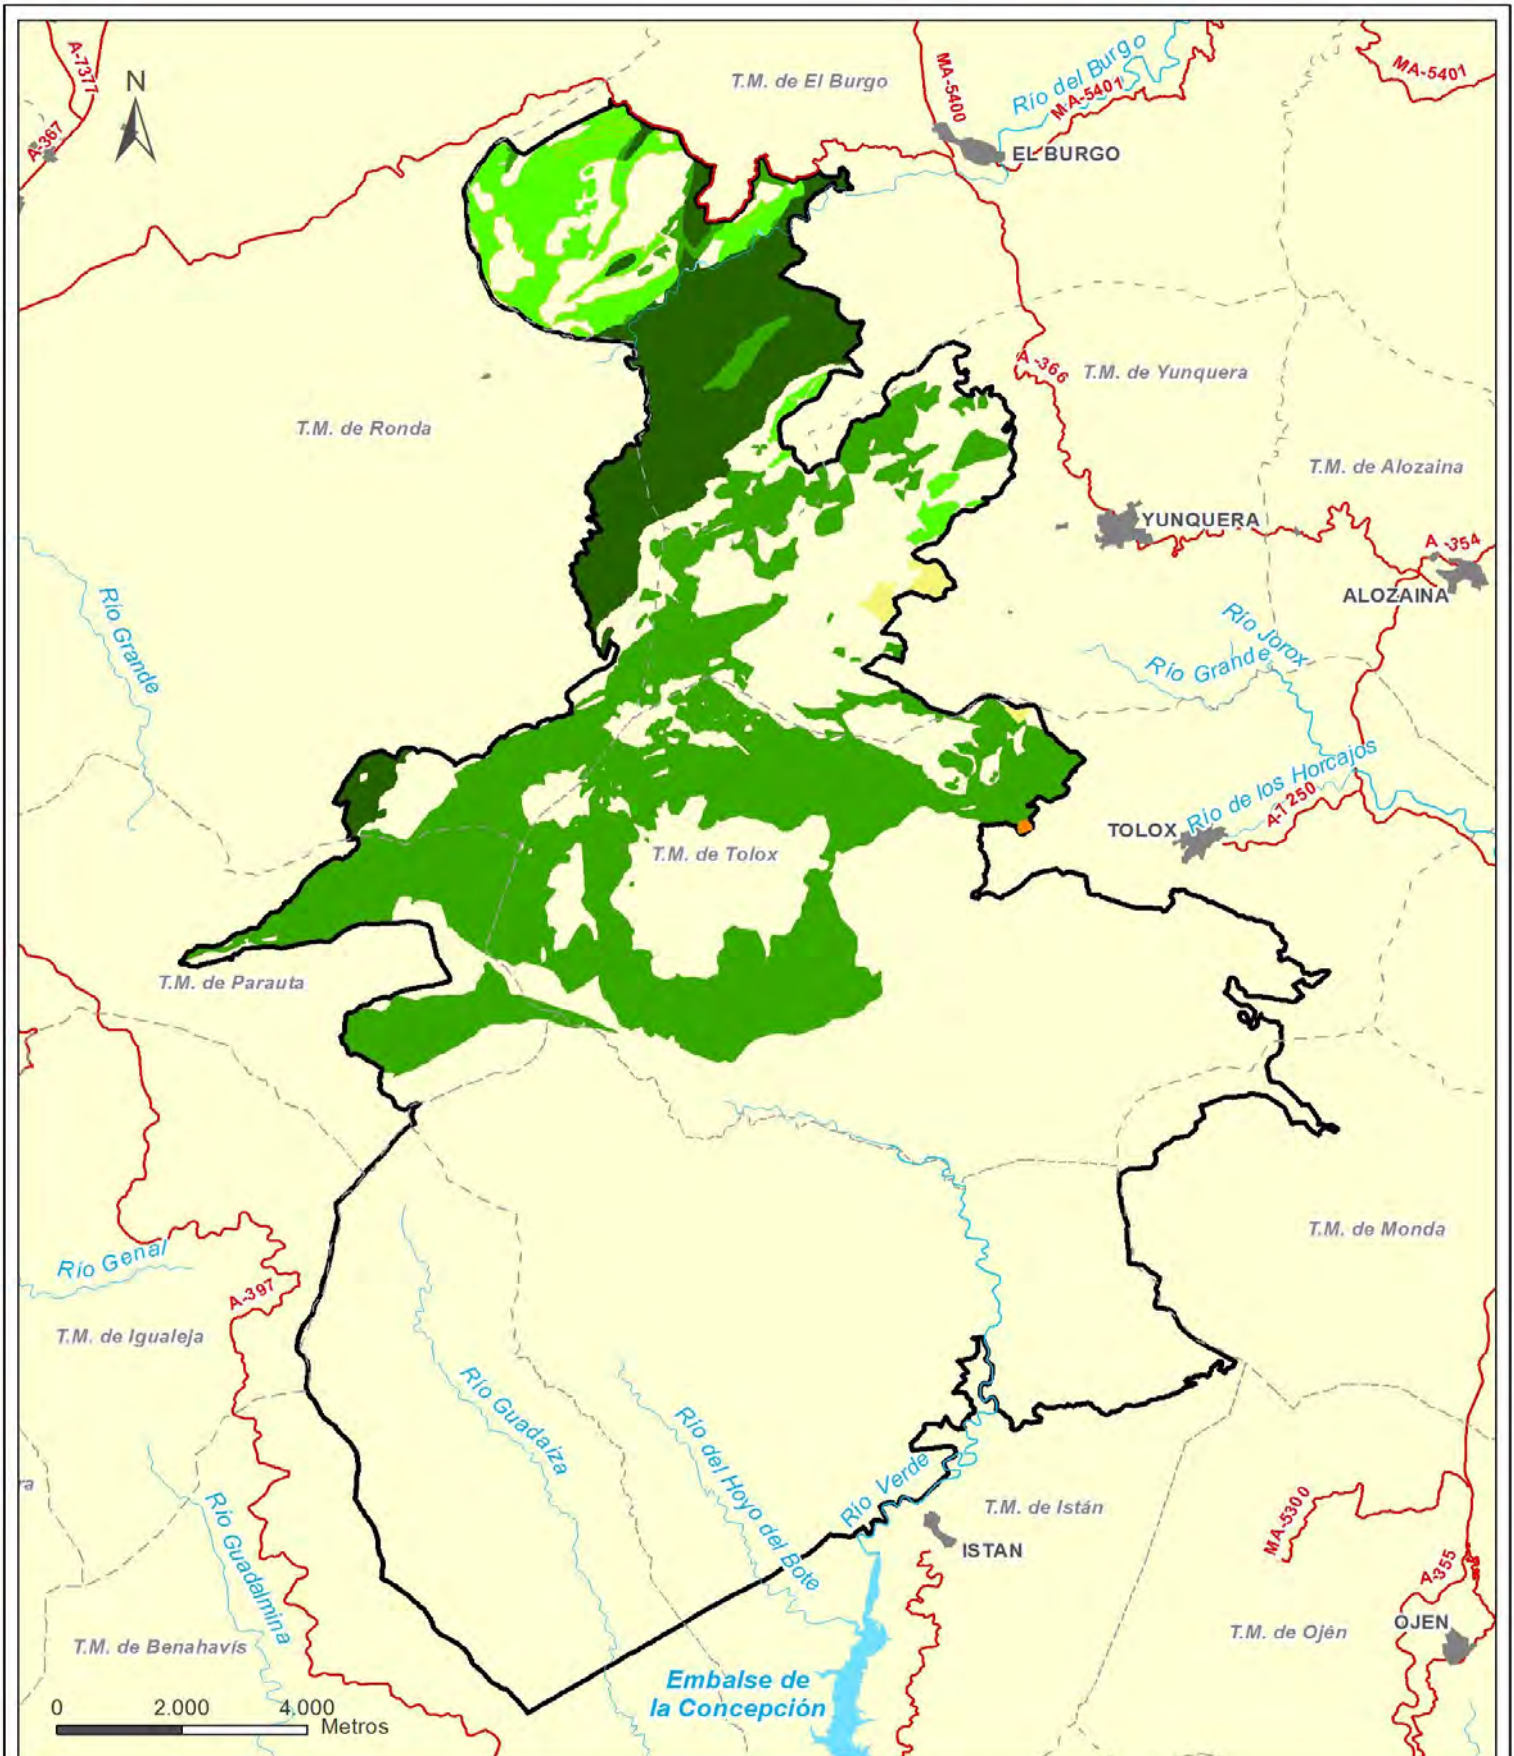 A-7377
N
T.M. de El Burgo
MA-5400
Río del Burgo
MA-5401
MA-5401
A-367
EL BURGO
A-366
T.M. de Yunquera
T.M. de Ronda
T.M. de Alozaina
YUNQUERA
A-354
ALOZAINA
Río Grande
Río Jorox
Río Grande
Río de los Horcajos
A-7250
TOLOX
T.M. de Tolox
T.M. de Parauta
T.M. de Monda
Río Genal
A-397
T.M. de Igualeja
Río Guadaíza
Río del Hoyo del Bote
Río Verde
ra
T.M. de Istán
MA-5300
Río Guadalmina
ISTAN
A-355
T.M. de Benahavís
T.M. de Ojén
OJEN
Embalse de
la Concepción
0 2.000 4.000
Metros